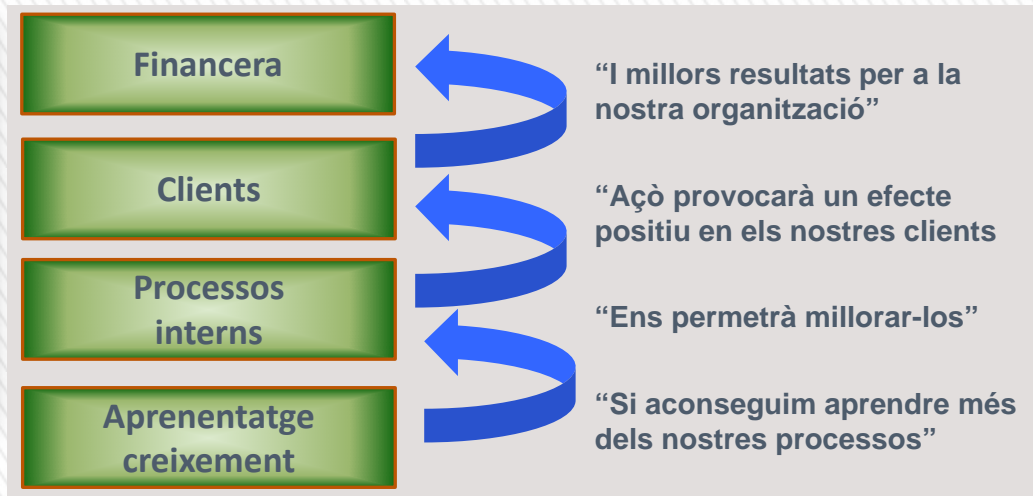 Financera
“I millors resultats per a la
nostra organització”
Clients
“Açò provocarà un efecte
positiu en els nostres clients
Processos
interns
“Ens permetrà millorar-los”
Aprenentatge
creixement
“Si aconseguim aprendre més
dels nostres processos”